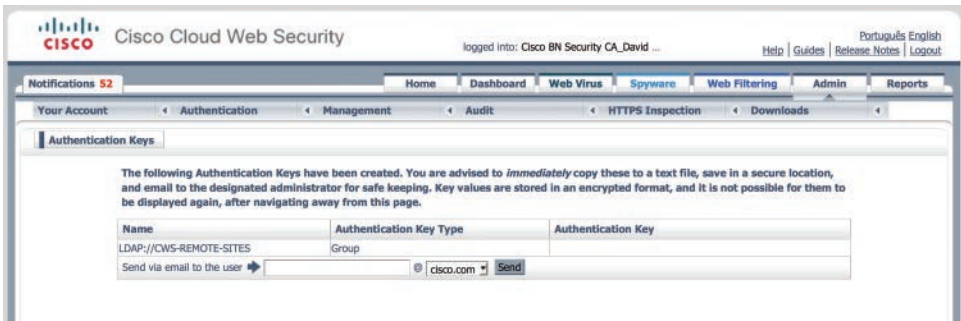 CISCO
Cisco Cloud Web Security
logged into: Cisco BN Security CA_David ...
Português English
Help | Guides | Release Notes | Logout
Notifications 52
Home Dashboard Web Virus Spyware Web Filtering Admin Reports
Your Account Authentication Management Audit HTTPS Inspection Downloads
Authentication Keys
The following Authentication Keys have been created. You are advised to immediately copy these to a text file, save in a secure location,
and email to the designated administrator for safe keeping. Key values are stored in an encrypted format, and it is not possible for them to
be displayed again, after navigating away from this page.
Name Authentication Key Type Authentication Key
LDAP://CWS-REMOTE-SITES Group
Send via email to the user @ cisco.com Send